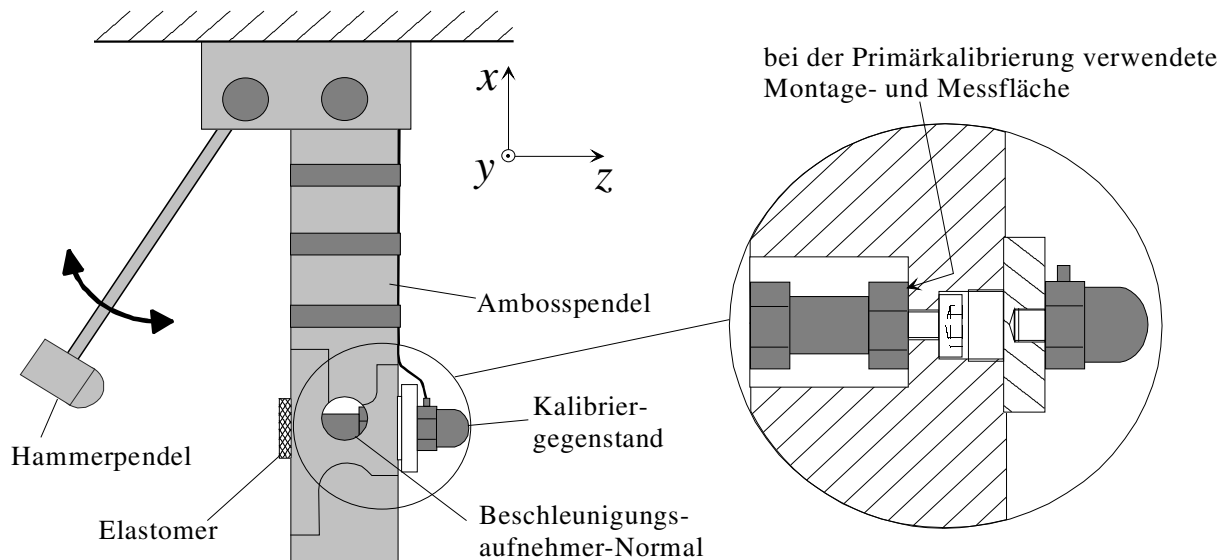 bei der Primärkalibrierung verwendete
Montage- und Messfläche
x
y
z
Ambosspendel
Kalibrier-
gegenstand
Hammerpendel
Elastomer
Beschleunigungs-
aufnehmer-Normal